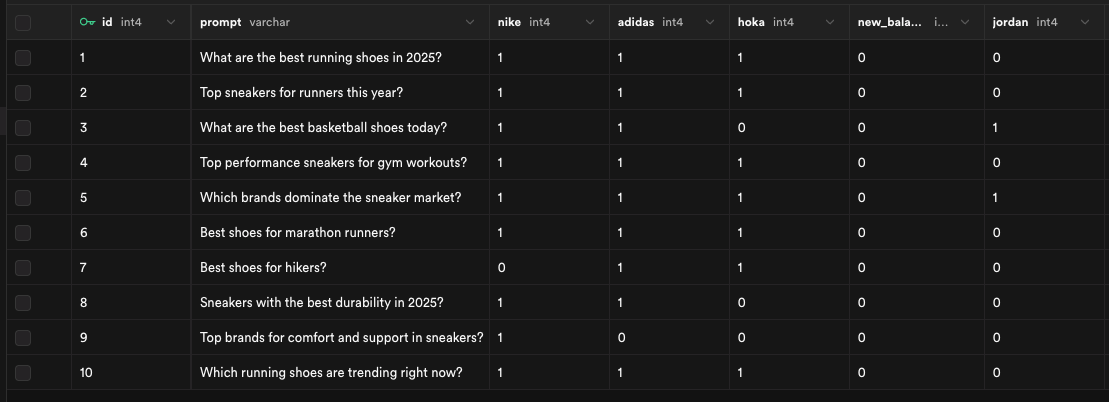 id int4 prompt varchar nike int4 adidas int4 hoka int4 new_bala... i... jordan int4
1 What are the best running shoes in 2025? 1 1 1 0 0
2 Top sneakers for runners this year? 1 1 1 0 0
3 What are the best basketball shoes today? 1 1 0 0 1
4 Top performance sneakers for gym workouts? 1 1 1 0 0
5 Which brands dominate the sneaker market? 1 1 1 0 1
6 Best shoes for marathon runners? 1 1 1 0 0
7 Best shoes for hikers? 0 1 1 0 0
8 Sneakers with the best durability in 2025? 1 1 0 0 0
9 Top brands for comfort and support in sneakers? 1 0 0 0 0
10 Which running shoes are trending right now? 1 1 1 0 0